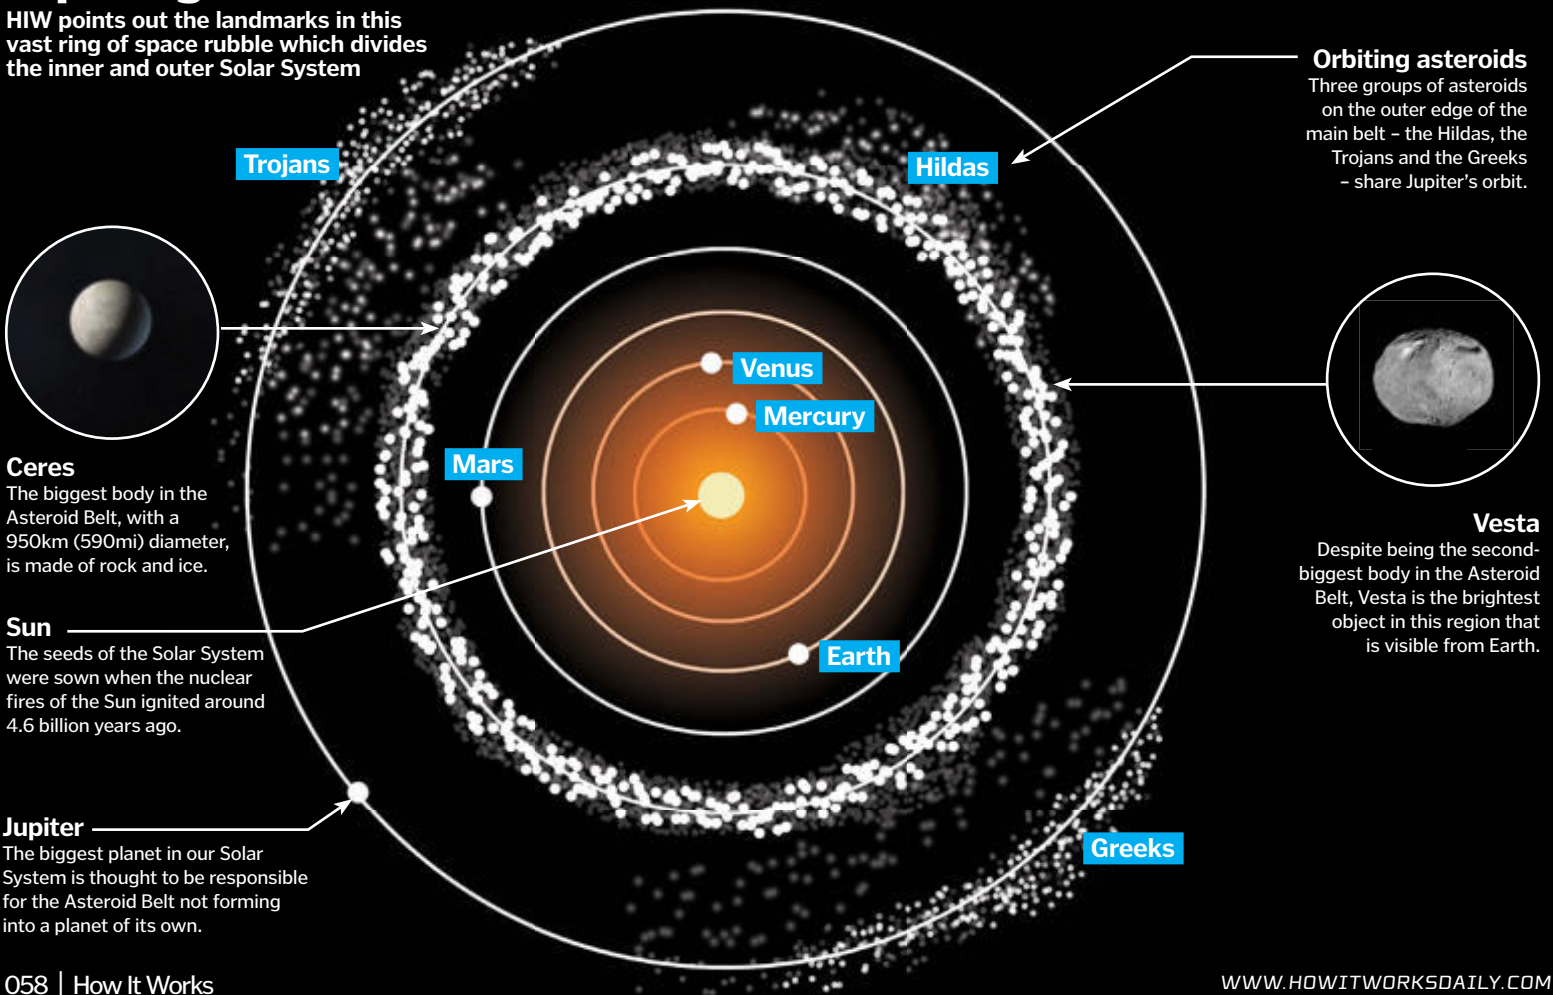 HIW points out the landmarks in this
vast ring of space rubble which divides
the inner and outer Solar System
Orbiting asteroids
Three groups of asteroids
on the outer edge of the
main belt – the Hildas, the
Trojans and the Greeks
– share Jupiter's orbit.
Trojans
Hildas
Venus
Mercury
Mars
Earth
Greeks
Ceres
The biggest body in the
Asteroid Belt, with a
950km (590mi) diameter,
is made of rock and ice.
Vesta
Despite being the second-
biggest body in the Asteroid
Belt, Vesta is the brightest
object in this region that
is visible from Earth.
Sun
The seeds of the Solar System
were sown when the nuclear
fires of the Sun ignited around
4.6 billion years ago.
Jupiter
The biggest planet in our Solar
System is thought to be responsible
for the Asteroid Belt not forming
into a planet of its own.
058 | How It Works
WWW.HOWITWORKSDAILY.COM